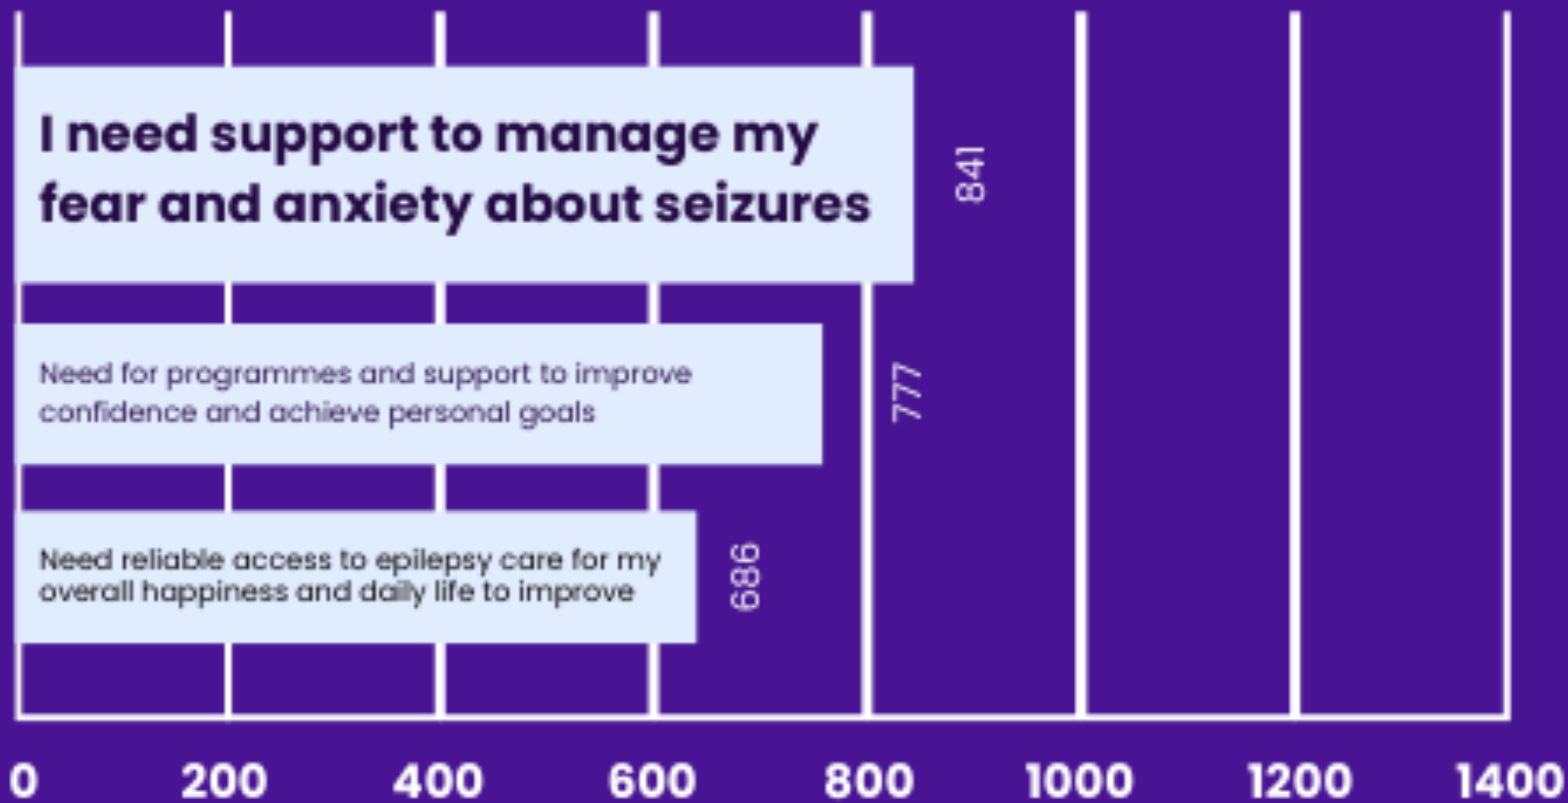 I need support to manage my
fear and anxiety about seizures
841
Need for programmes and support to improve
confidence and achieve personal goals
777
Need reliable access to epilepsy care for my
overall happiness and daily life to improve
686
0 200 400 600 800 1000 1200 1400